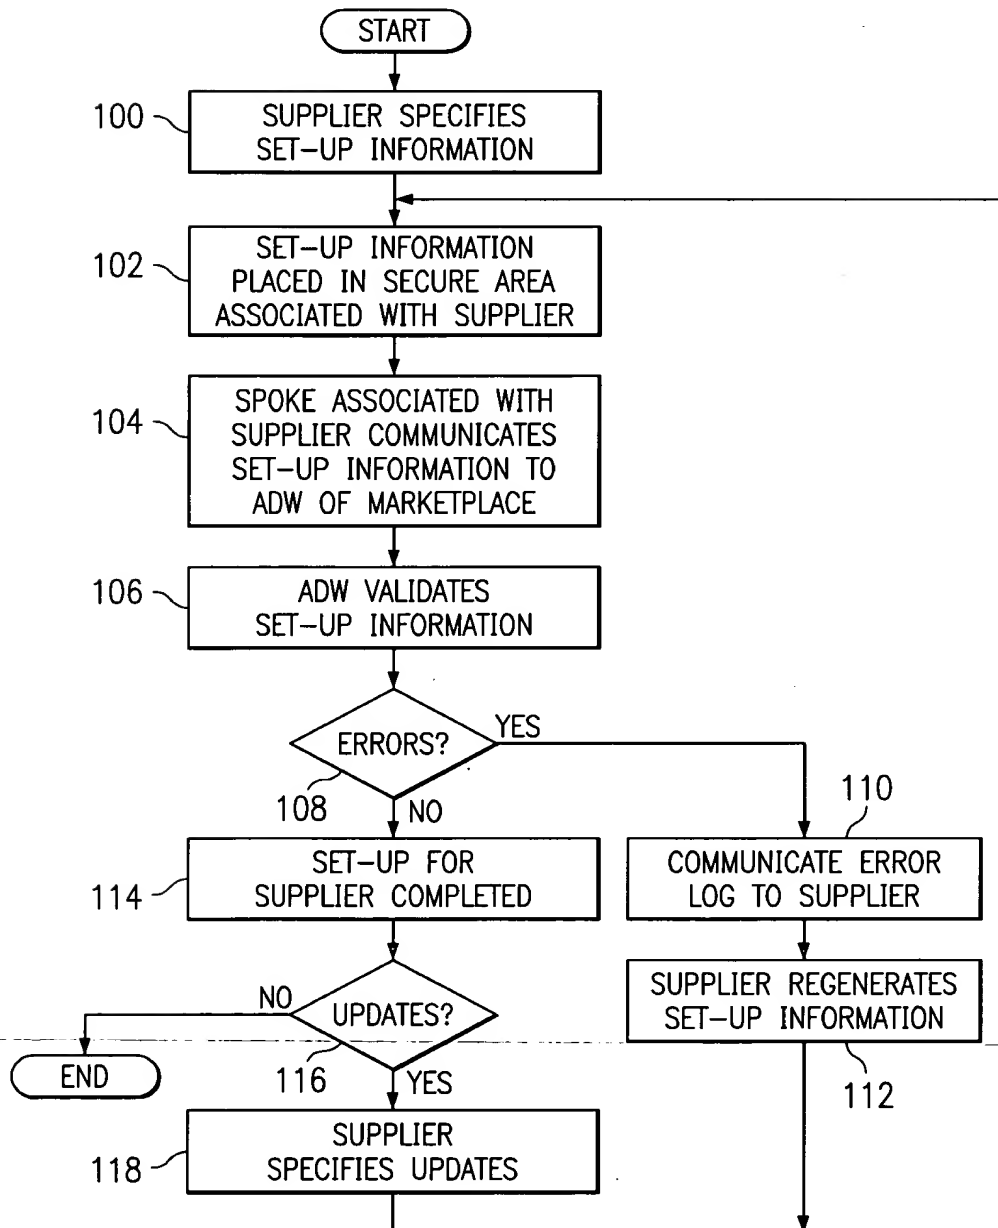 START
100
SUPPLIER SPECIFIES
SET-UP INFORMATION
102
SET-UP INFORMATION
PLACED IN SECURE AREA
ASSOCIATED WITH SUPPLIER
104
SPOKE ASSOCIATED WITH
SUPPLIER COMMUNICATES
SET-UP INFORMATION TO
ADW OF MARKETPLACE
106
ADW VALIDATES
SET-UP INFORMATION
ERRORS?
YES
108
NO
110
114
SET-UP FOR
SUPPLIER COMPLETED
COMMUNICATE ERROR
LOG TO SUPPLIER
NO
UPDATES?
SUPPLIER REGENERATES
SET-UP INFORMATION
END
116
YES
112
118
SUPPLIER
SPECIFIES UPDATES